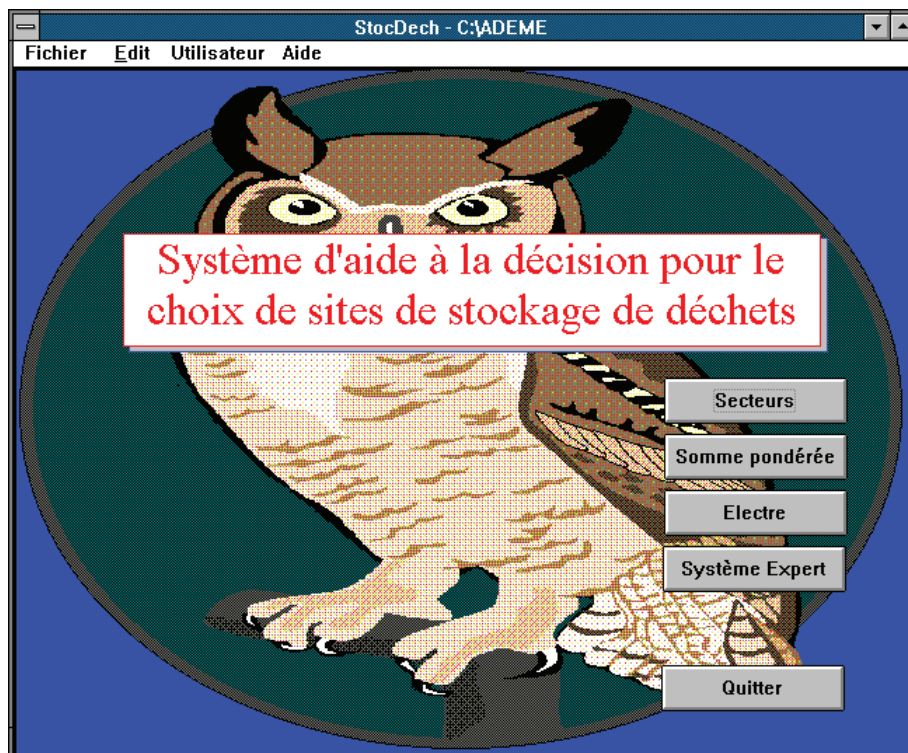 StocDech - C:\ADEME
Fichier Edit Utilisateur Aide
Système d'aide à la décision pour le
choix de sites de stockage de déchets
Secteurs
Somme pondérée
Electre
Système Expert
Quitter